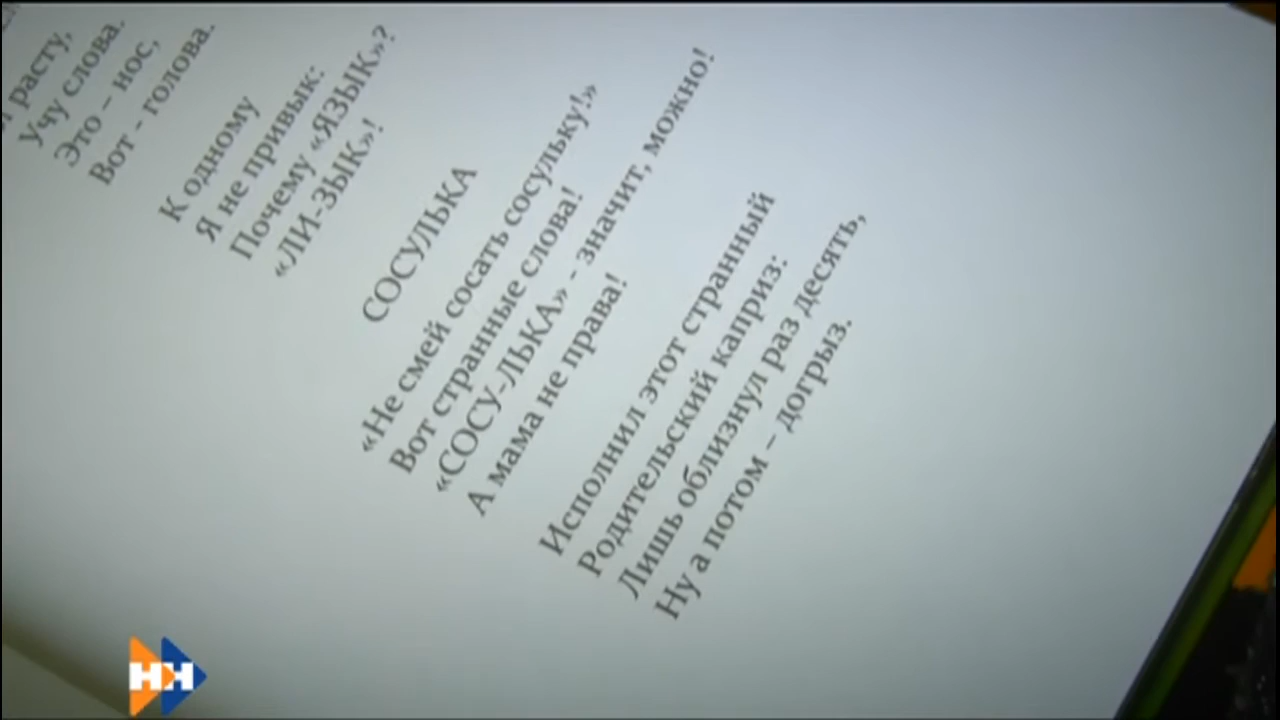 расту,
Учу слова.
Это – нос,
Вот - голова.
К одному
Я не привык:
Почему «ЯЗЫК»?
«ЛИ-ЗЫК»!
СОСУЛЬКА
«Не смей сосать сосульку!»
Вот странные слова!
«СОСУ-ЛЬКА» - значит, можно!
А мама не права!
Исполнил этот странный
Родительский каприз:
Лишь облизнул раз десять,
Ну а потом – догрыз.
НН